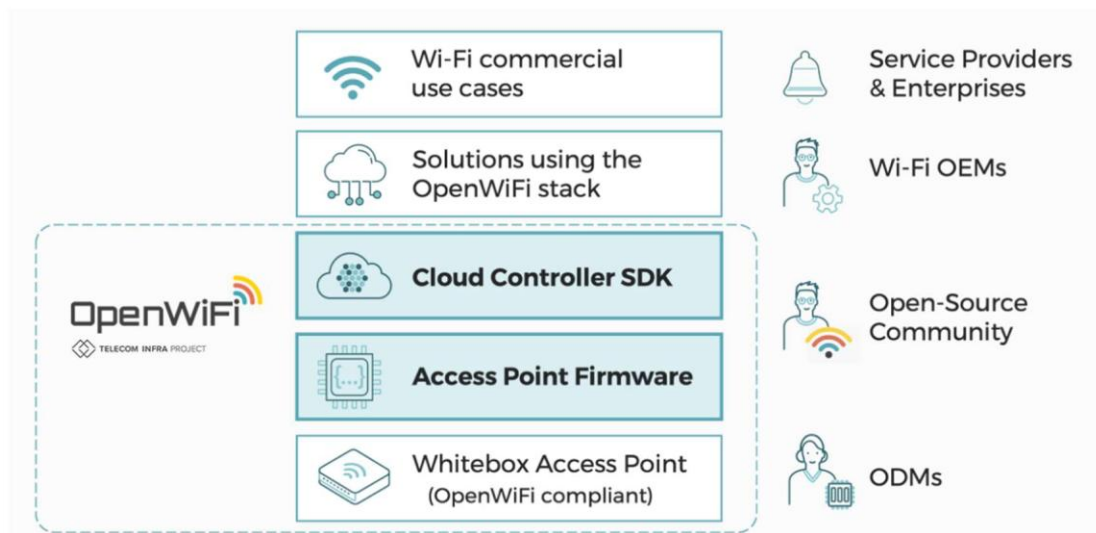 Wi-Fi commercial
use cases
Service Providers
& Enterprises
Solutions using the
OpenWiFi stack
Wi-Fi OEMs
OpenWiFi
TELECOM INFRA PROJECT
Cloud Controller SDK
Open-Source
Community
{...}
Access Point Firmware
Whitebox Access Point
(OpenWiFi compliant)
ODMs